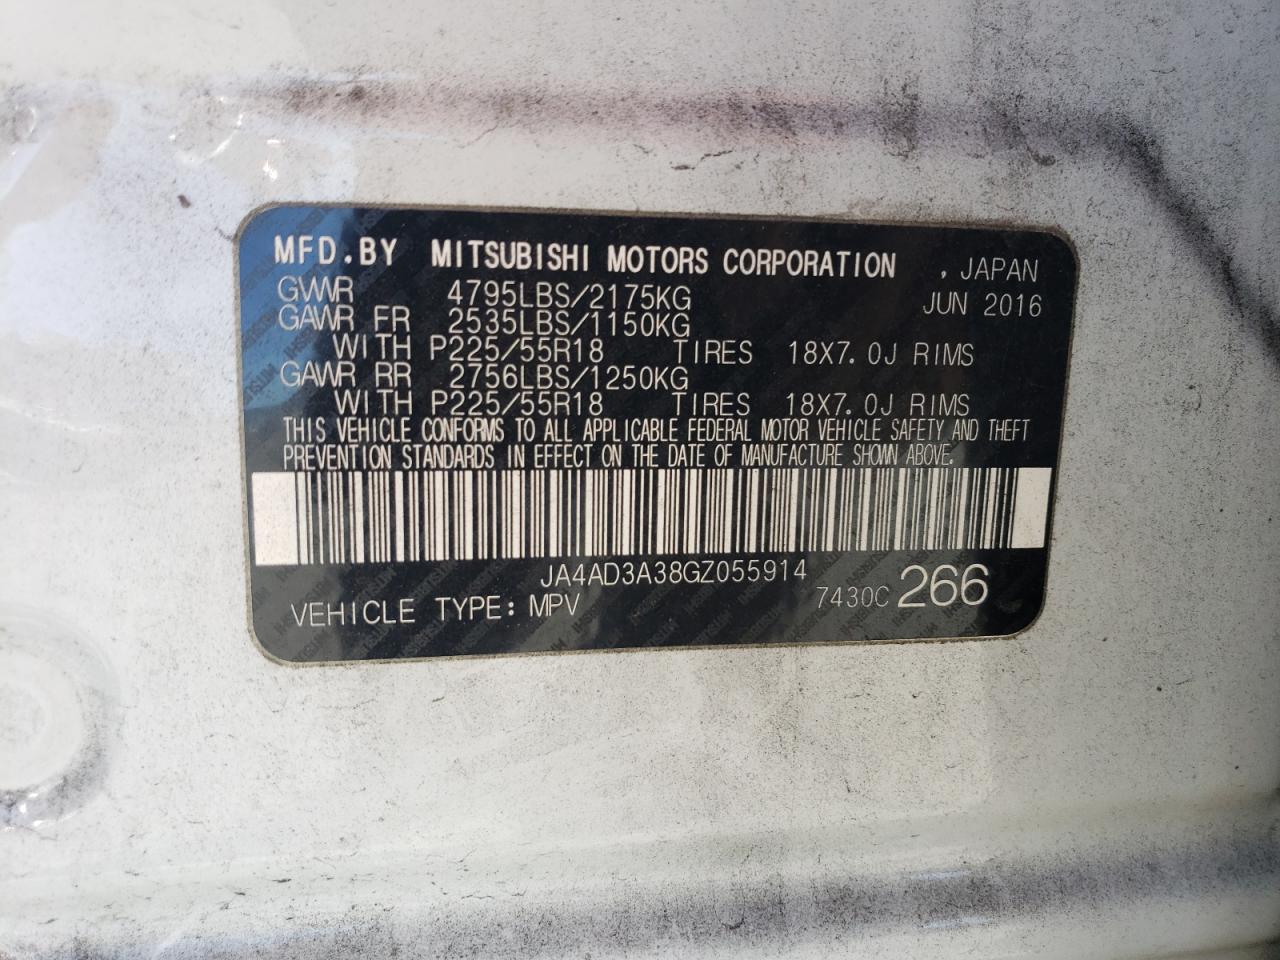 MFD.BY MITSUBISHI MOTORS CORPORATION , JAPAN
GVWR 4795LBS/2175KG JUN 2016
GAWR FR 2535LBS/1150KG
WITH P225/55R18 TIRES 18X7.0J RIMS
GAWR RR 2756LBS/1250KG
WITH P225/55R18 TIRES 18X7.0J RIMS
THIS VEHICLE CONFORMS TO ALL APPLICABLE FEDERAL MOTOR VEHICLE SAFETY AND THEFT
PREVENTION STANDARDS IN EFFECT ON THE DATE OF MANUFACTURE SHOWN ABOVE.
JA4AD3A38GZ055914
VEHICLE TYPE: MPV 7430C 266